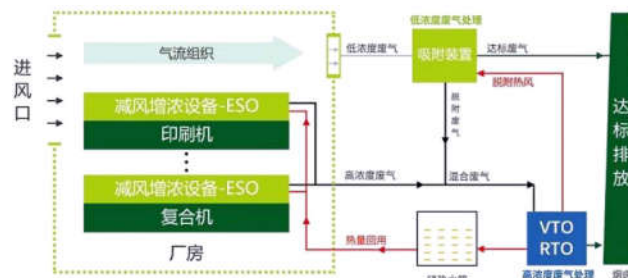 低浓度废气处理
进风口
气流组织
低浓度废气
吸附装置
达标废气
脱附热风
减风增浓设备-ESO
印刷机
脱附废气
达标排放
减风增浓设备-ESO
复合机
高浓度废气
混合废气
厂房
热量回用
VTO
RTO
高浓度废气处理